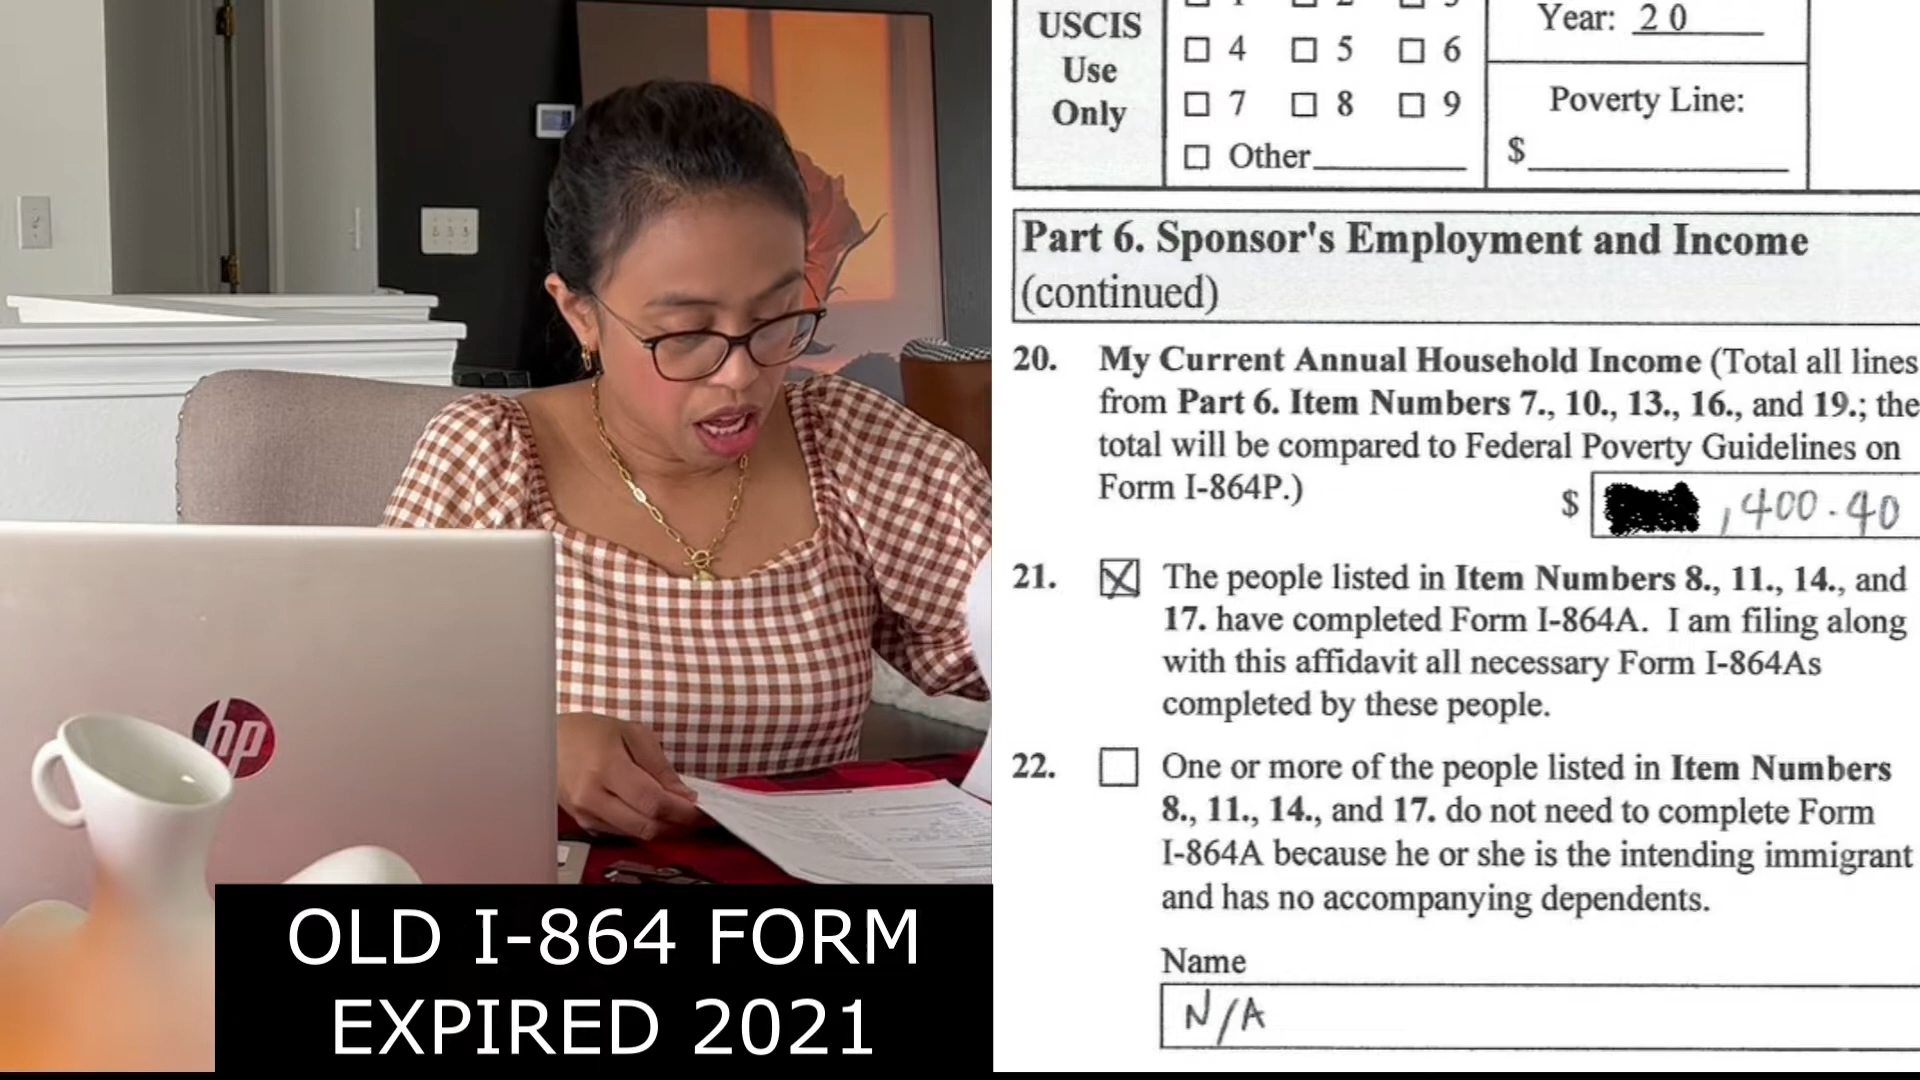 hp
OLD I-864 FORM
EXPIRED 2021
USCIS
Use
Only
☐ 4 ☐ 5 ☐ 6
☐ 7 ☐ 8 ☐ 9
☐ Other
Year: 20
Poverty Line:
$
Part 6. Sponsor's Employment and Income
(continued)
20. My Current Annual Household Income (Total all lines
from Part 6. Item Numbers 7., 10., 13., 16., and 19.; the
total will be compared to Federal Poverty Guidelines on
Form I-864P.)
$ ,400.40
21. ☒ The people listed in Item Numbers 8., 11., 14., and
17. have completed Form I-864A. I am filing along
with this affidavit all necessary Form I-864As
completed by these people.
22. ☐ One or more of the people listed in Item Numbers
8., 11., 14., and 17. do not need to complete Form
I-864A because he or she is the intending immigrant
and has no accompanying dependents.
Name
N/A